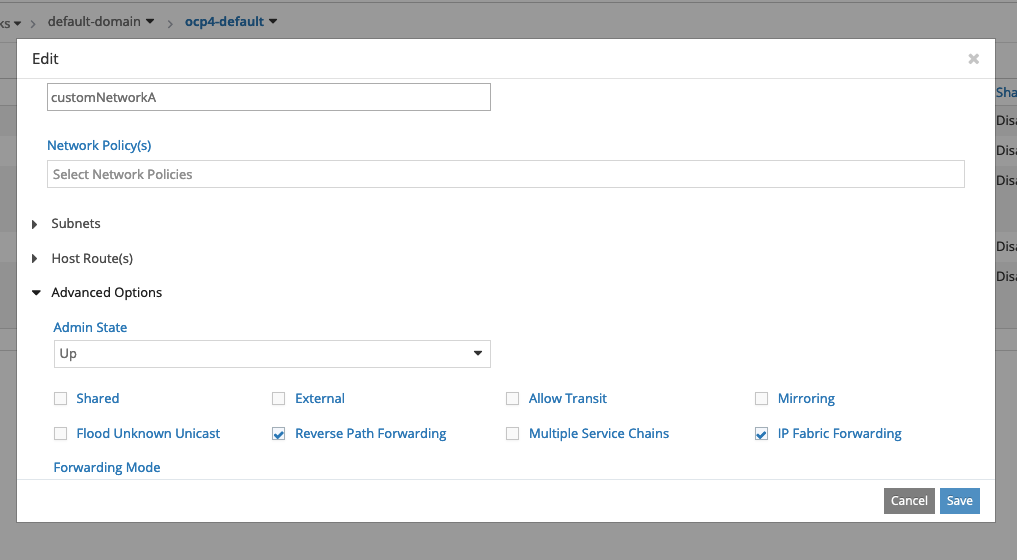 ks default-domain ocp4-default
Edit
customNetworkA
Sha
Network Policy(s)
Disa
Disa
Select Network Policies
Disa
Subnets
Disa
Host Route(s)
Disa
Advanced Options
Admin State
Up
Shared External Allow Transit Mirroring
Flood Unknown Unicast Reverse Path Forwarding Multiple Service Chains IP Fabric Forwarding
Forwarding Mode
Cancel Save